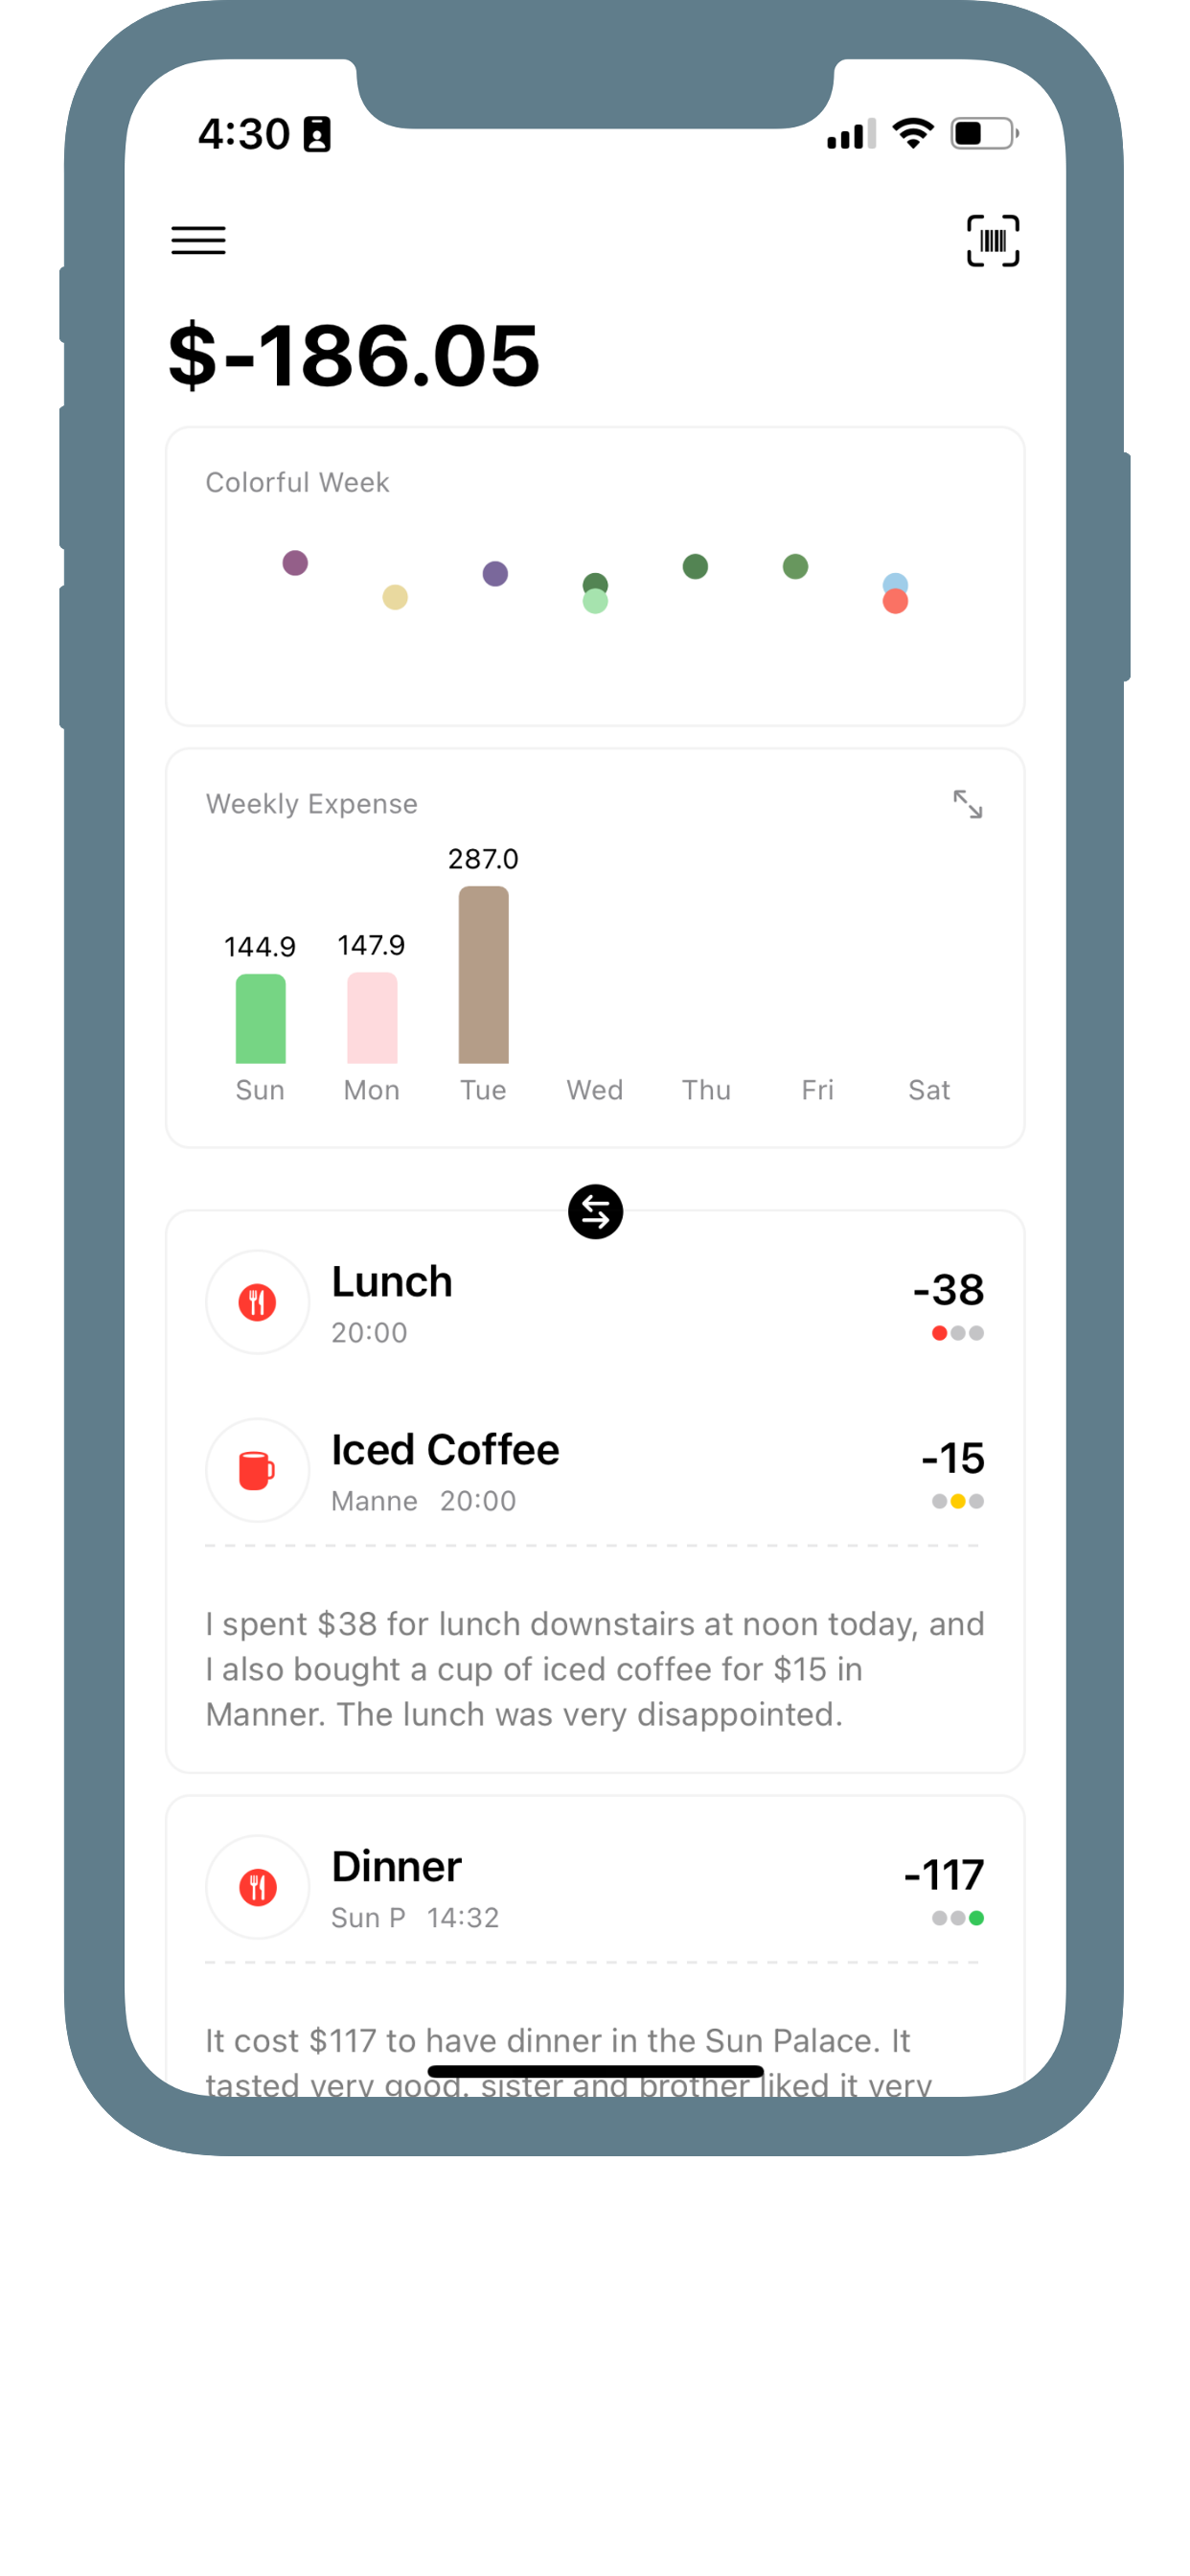 4:30
$-186.05
Colorful Week
Weekly Expense
287.0
144.9 147.9
Sun Mon Tue Wed Thu Fri Sat
Lunch
-38
20:00
Iced Coffee
-15
Manne 20:00
I spent $38 for lunch downstairs at noon today, and
I also bought a cup of iced coffee for $15 in
Manner. The lunch was very disappointed.
Dinner
-117
Sun P 14:32
It cost $117 to have dinner in the Sun Palace. It
tasted very good. sister and brother liked it very